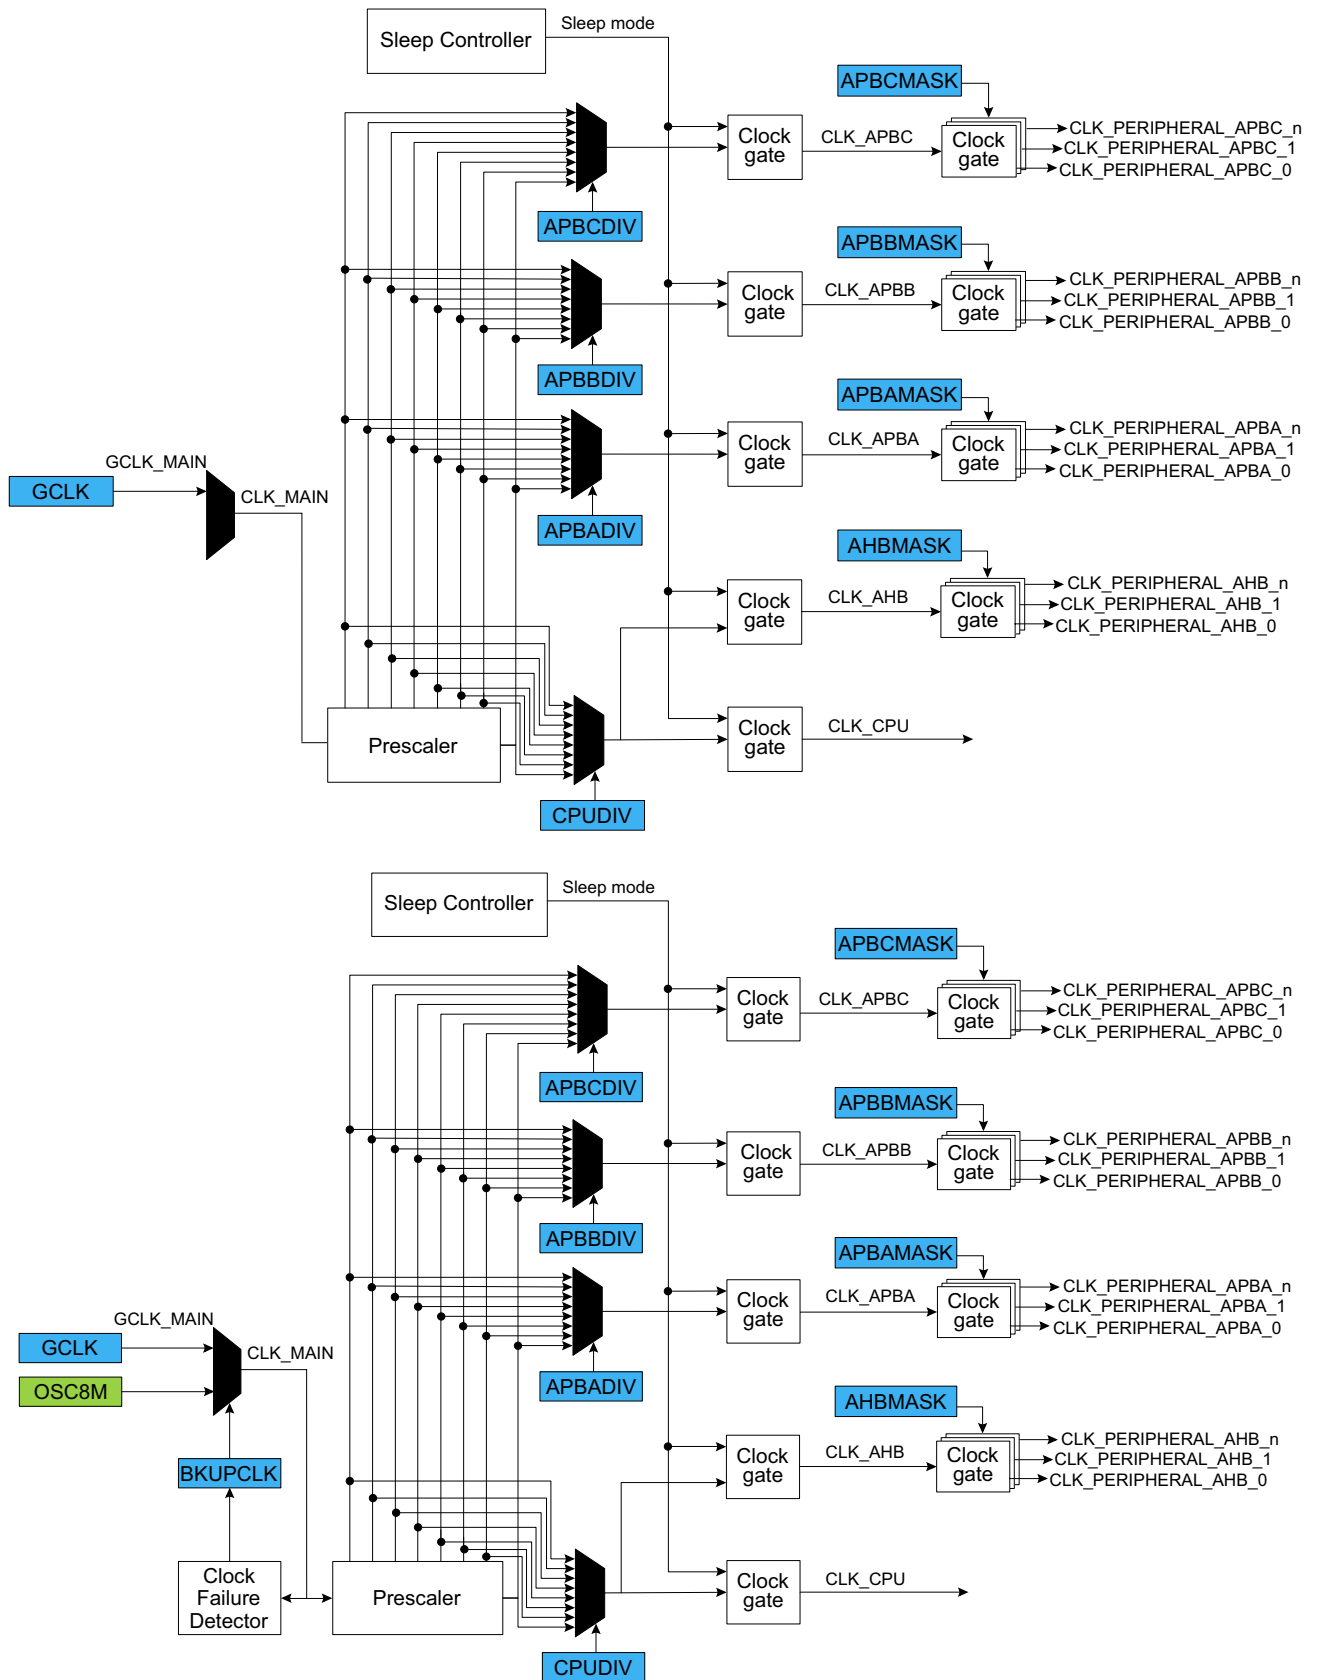 Sleep mode
Sleep Controller
APBCMASK
Clock
gate
CLK_APBC
Clock
gate
CLK_PERIPHERAL_APBC_n
CLK_PERIPHERAL_APBC_1
CLK_PERIPHERAL_APBC_0
APBCDIV
APBBMASK
Clock
gate
CLK_APBB
Clock
gate
CLK_PERIPHERAL_APBB_n
CLK_PERIPHERAL_APBB_1
CLK_PERIPHERAL_APBB_0
APBBDIV
APBAMASK
Clock
gate
CLK_APBA
Clock
gate
CLK_PERIPHERAL_APBA_n
CLK_PERIPHERAL_APBA_1
CLK_PERIPHERAL_APBA_0
GCLK_MAIN
GCLK
CLK_MAIN
APBADIV
AHBMASK
Clock
gate
CLK_AHB
Clock
gate
CLK_PERIPHERAL_AHB_n
CLK_PERIPHERAL_AHB_1
CLK_PERIPHERAL_AHB_0
Prescaler
Clock
gate
CLK_CPU
CPUDIV
Sleep mode
Sleep Controller
APBCMASK
Clock
gate
CLK_APBC
Clock
gate
CLK_PERIPHERAL_APBC_n
CLK_PERIPHERAL_APBC_1
CLK_PERIPHERAL_APBC_0
APBCDIV
APBBMASK
Clock
gate
CLK_APBB
Clock
gate
CLK_PERIPHERAL_APBB_n
CLK_PERIPHERAL_APBB_1
CLK_PERIPHERAL_APBB_0
APBBDIV
APBAMASK
Clock
gate
CLK_APBA
Clock
gate
CLK_PERIPHERAL_APBA_n
CLK_PERIPHERAL_APBA_1
CLK_PERIPHERAL_APBA_0
GCLK_MAIN
GCLK
CLK_MAIN
OSC8M
APBADIV
AHBMASK
BKUPCLK
Clock
gate
CLK_AHB
Clock
gate
CLK_PERIPHERAL_AHB_n
CLK_PERIPHERAL_AHB_1
CLK_PERIPHERAL_AHB_0
Clock
Failure
Detector
Prescaler
Clock
gate
CLK_CPU
CPUDIV